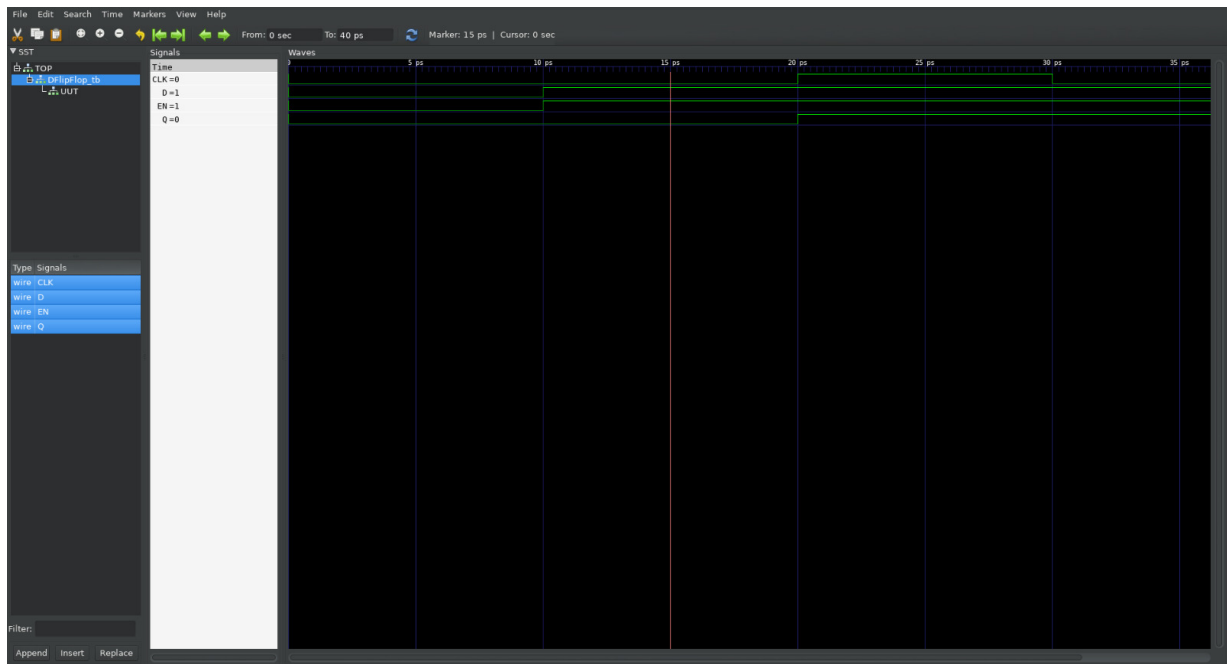 File Edit Search Time Markers View Help
From: 0 sec To: 40 ps Marker: 15 ps | Cursor: 0 sec
SST
TOP
DFlipFlop_tb
UUT
Type Signals
wire CLK
wire D
wire EN
wire Q
Filter:
Append Insert Replace
Signals
Time
CLK=0
D=1
EN=1
Q=0
Waves
5 ps 10 ps 15 ps 20 ps 25 ps 30 ps 35 ps